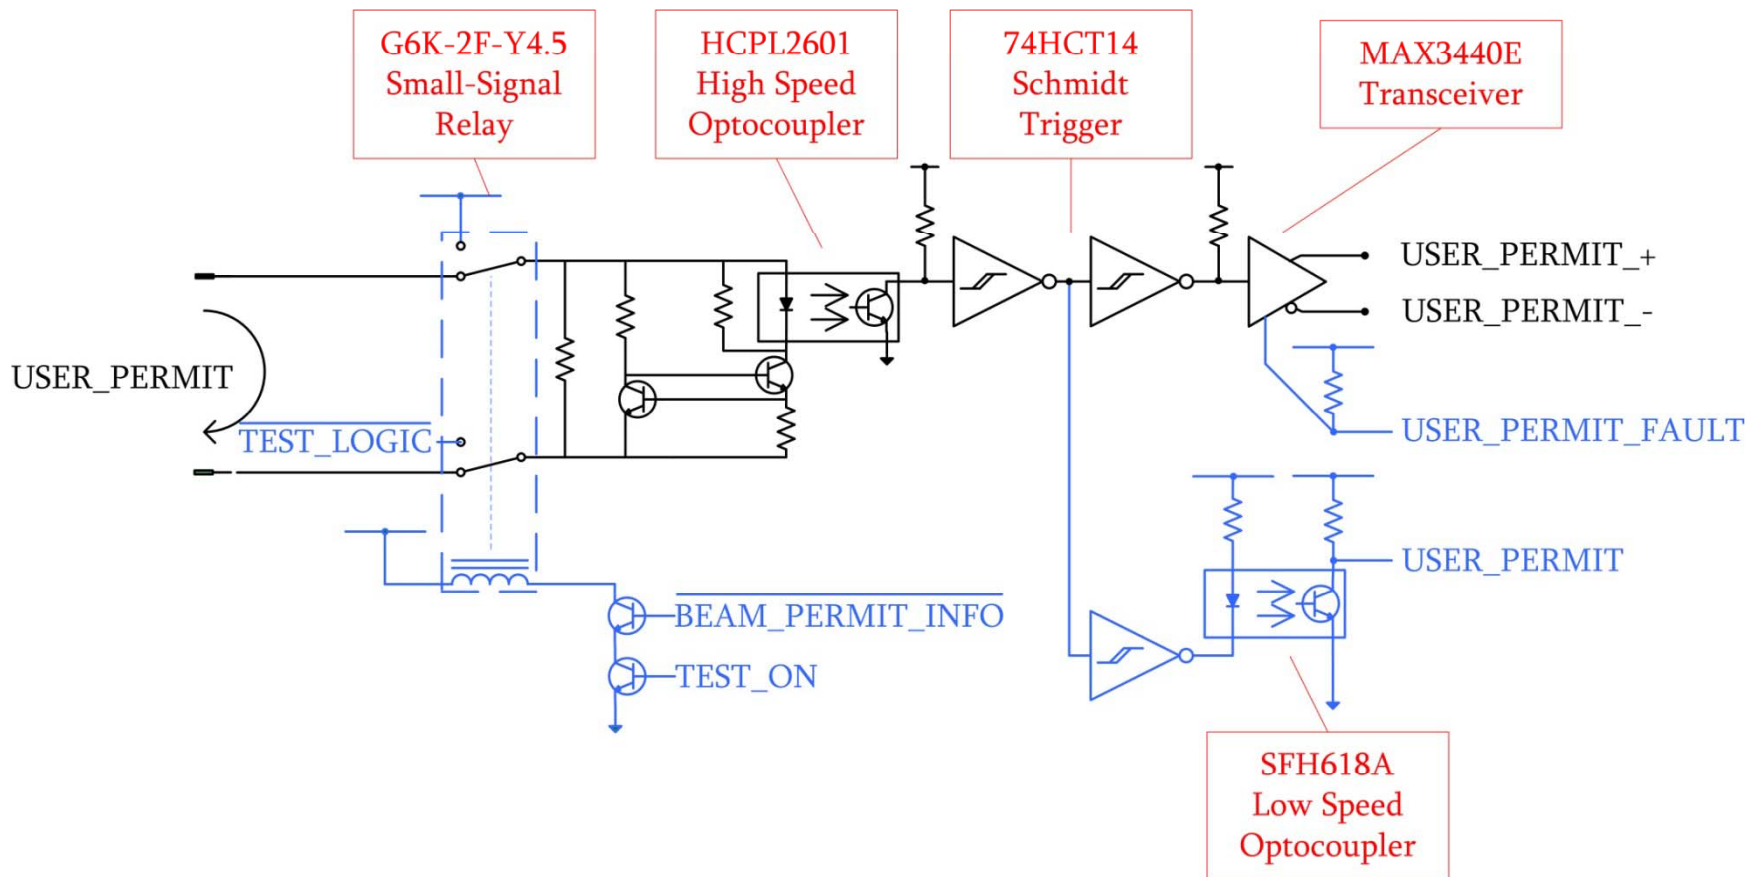 G6K-2F-Y4.5
Small-Signal
Relay
HCPL2601
High Speed
Optocoupler
74HCT14
Schmidt
Trigger
MAX3440E
Transceiver
USER_PERMIT_+
USER_PERMIT_-
USER_PERMIT
TEST_LOGIC
USER_PERMIT_FAULT
USER_PERMIT
BEAM_PERMIT_INFO
TEST_ON
SFH618A
Low Speed
Optocoupler